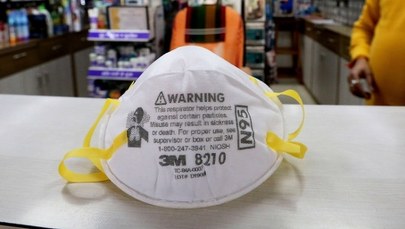 WARNING
This respirator helps protect
against certain particles.
Misuse may result in sickness
or death. For proper use, see
supervisor or box or call 3M
1-800-247-3941. NIOSH
N95
3M 8210